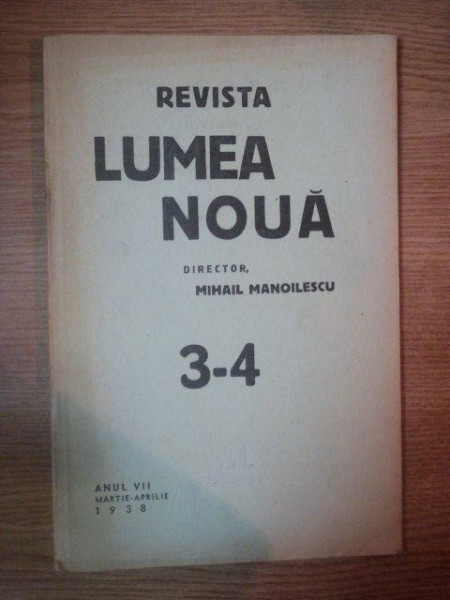 REVISTA
LUMEA
NOUĂ
DIRECTOR,
MIHAIL MANOILESCU
3-4
ANUL VII
MARTIE-APRILIE
1938